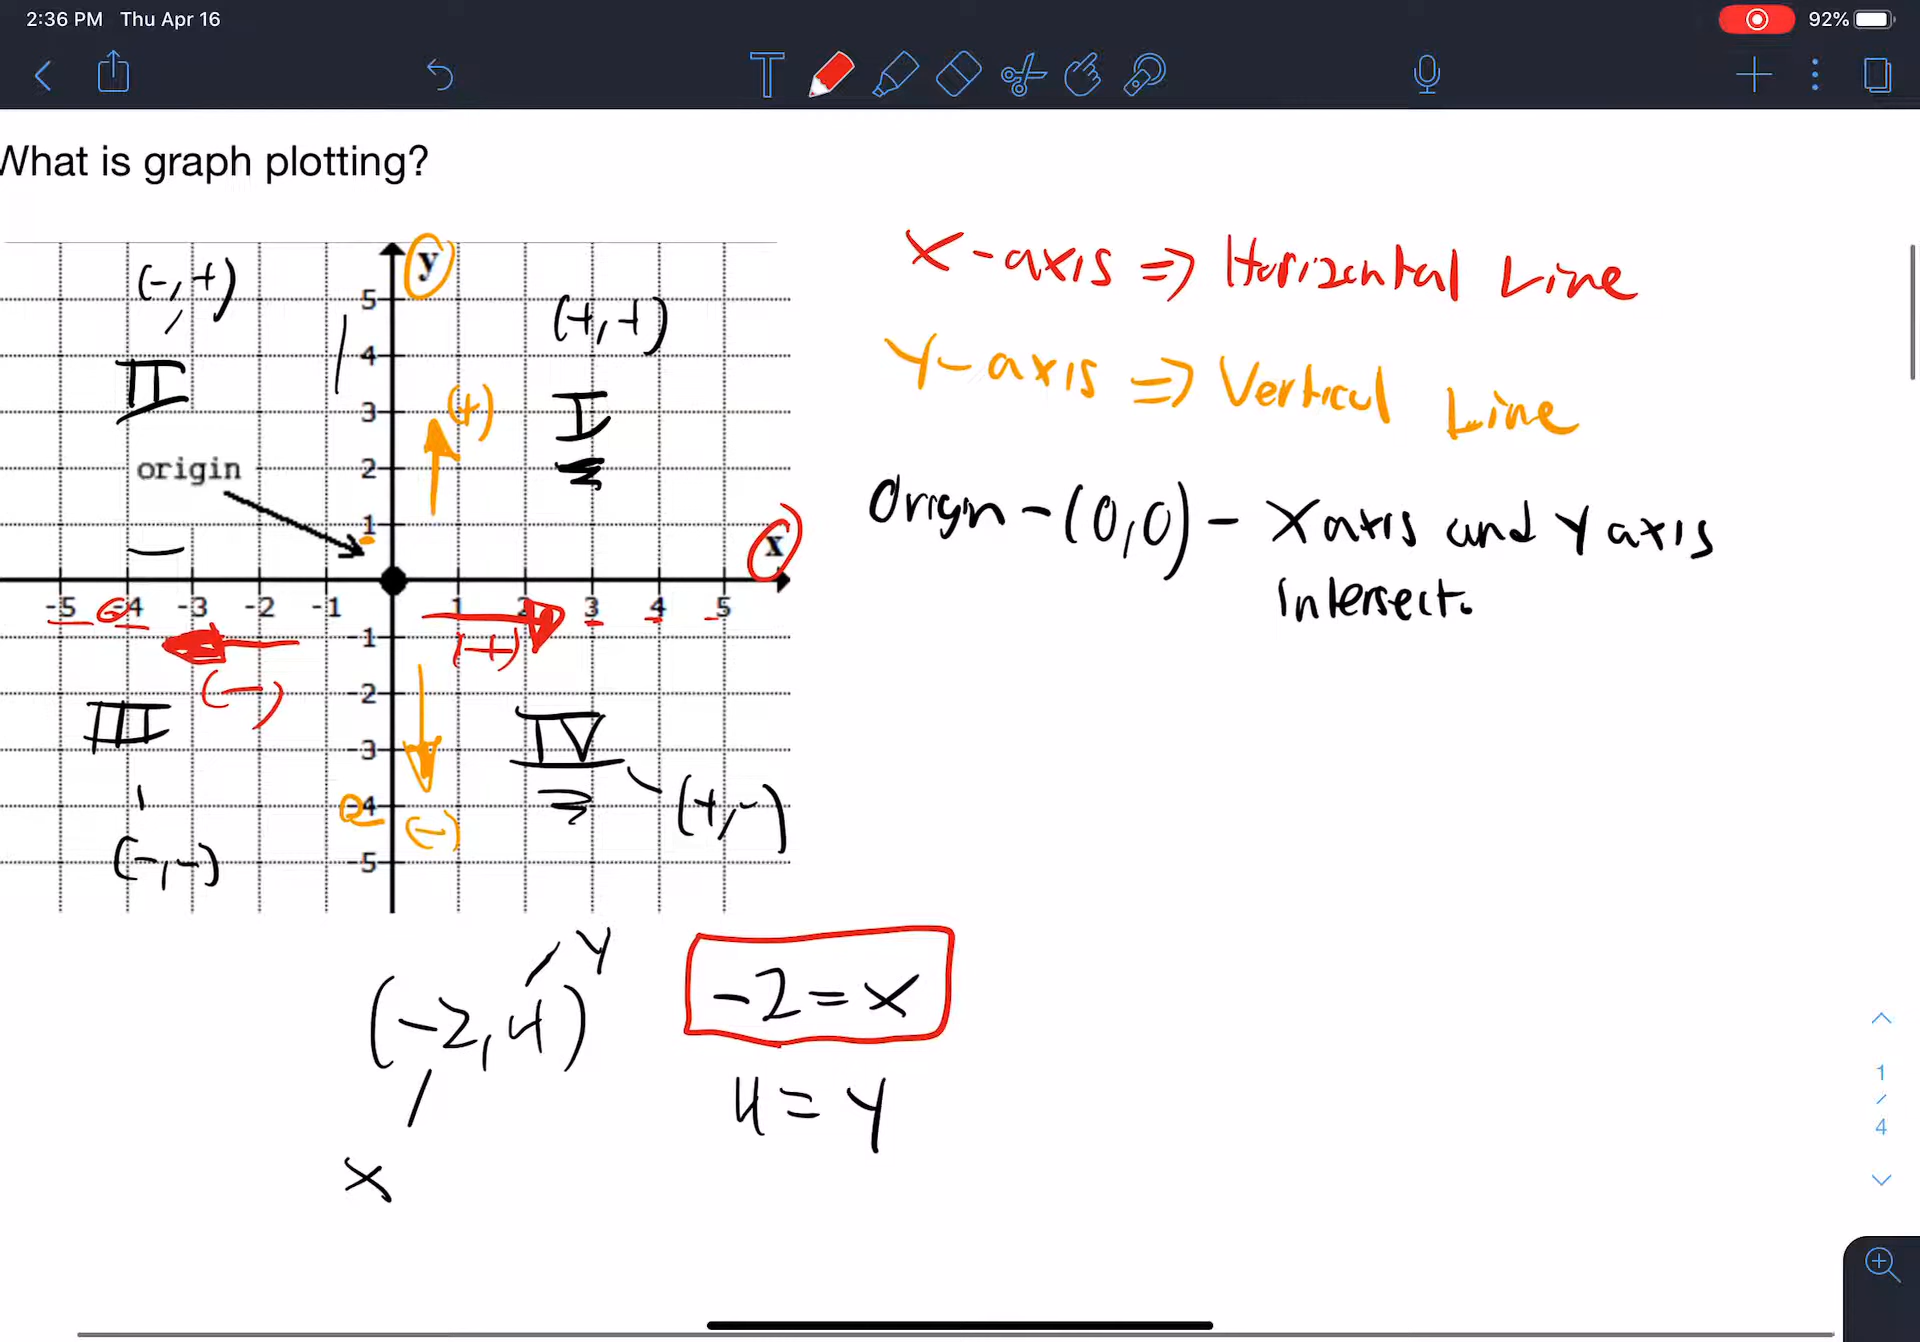 2:36 PM Thu Apr 16
92%
What is graph plotting?
(-,+)
II
y
(+,+)
I
(+)
5
4
3
2
1
origin
x
-5 -4 -3 -2 -1 1 2 3 4 5
(-)
(+)
-1
-2
-3
-4
-5
III
(-,-)
(-)
IV
(+,-)
X-axis => Horizontal Line
Y-axis => Vertical Line
Origin - (0,0) - X axis and Y axis
Intersect.
Y
(-2,4)
X
-2=X
4=Y
1
/
4